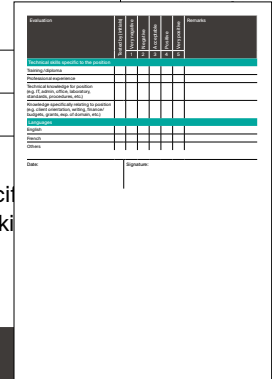 Evaluation
Remarks
Tested by (initials)
1 Very negative
2 Negative
3 Acceptable
4 Positive
5 Very positive
Technical skills specific to the position
Training/diploma
Professional experience
Technical knowledge for position
(e.g. IT, admin, office, laboratory,
standards, procedures, etc.)
Knowledge specifically relating to position
(e.g. client orientation, writing, finance/
budgets, grants, exp. of domain, etc.)
Languages
English
French
Others
Date:
Signature:
cif
ki